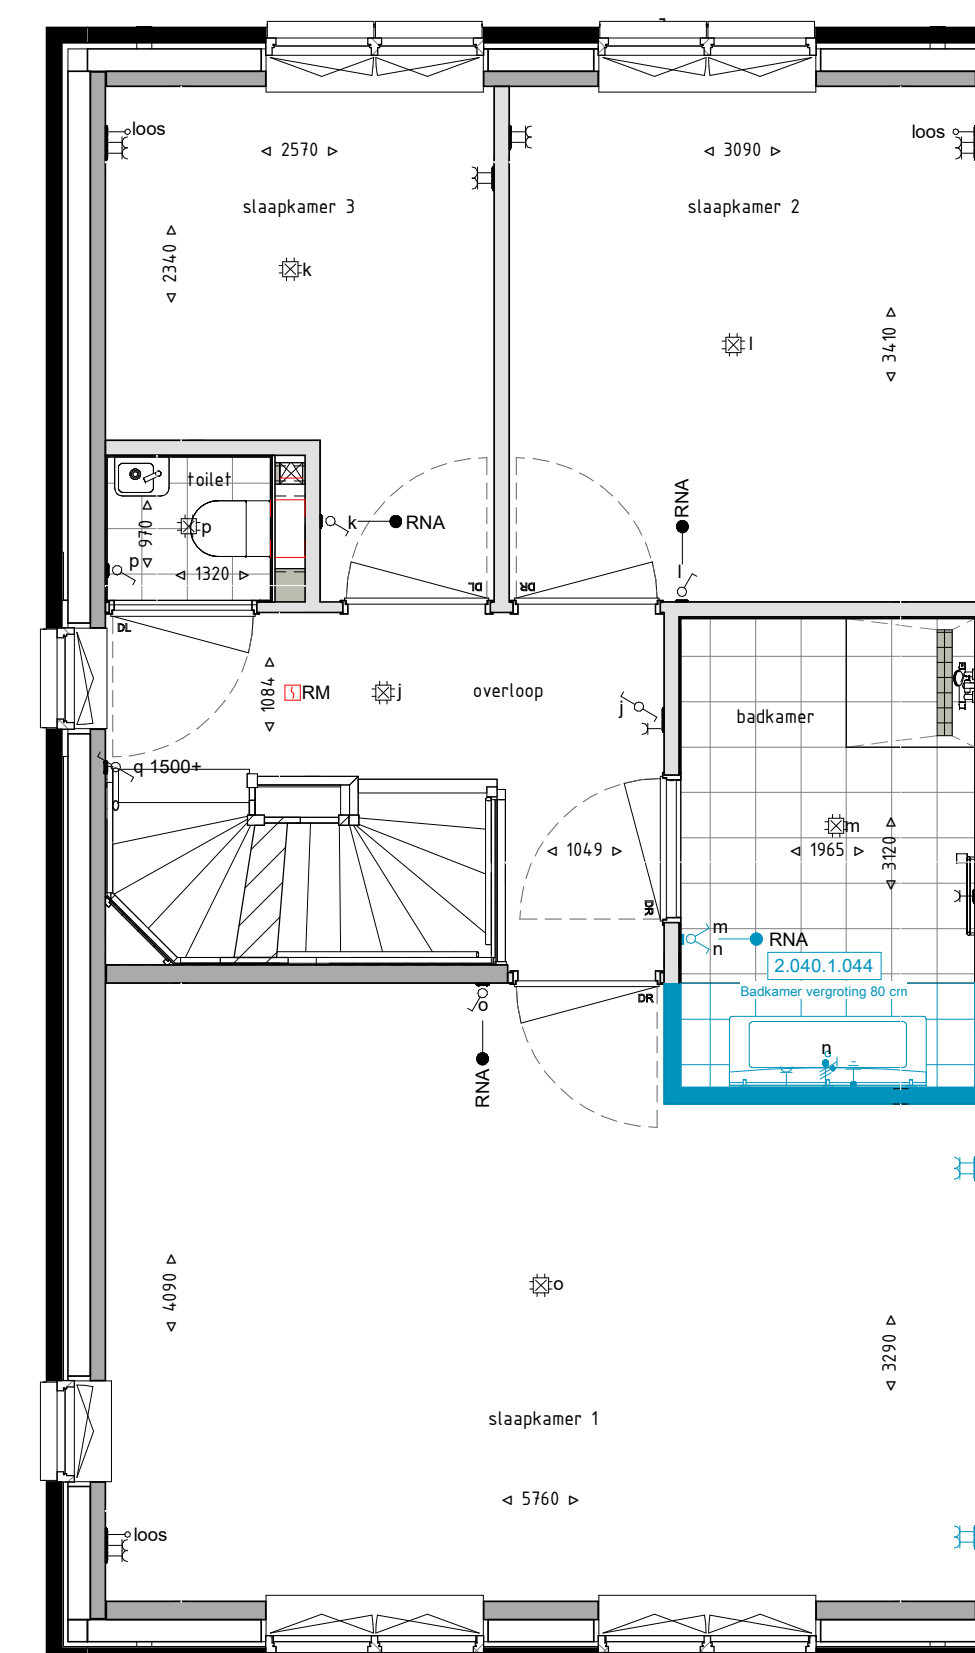 loos
2570
3090
loos
slaapkamer 3
slaapkamer 2
2340
k
l
3410
toilet
970
p
k
RNA
RNA
p
1320
l
DL
DR
DL
1084
RM
j
overloop
j
badkamer
q 1500+
m
1049
1965
3120
DR
m
n
RNA
2.040.1.044
Badkamer vergroting 80 cm
o
DR
n
RNA
4090
o
3290
slaapkamer 1
5760
loos